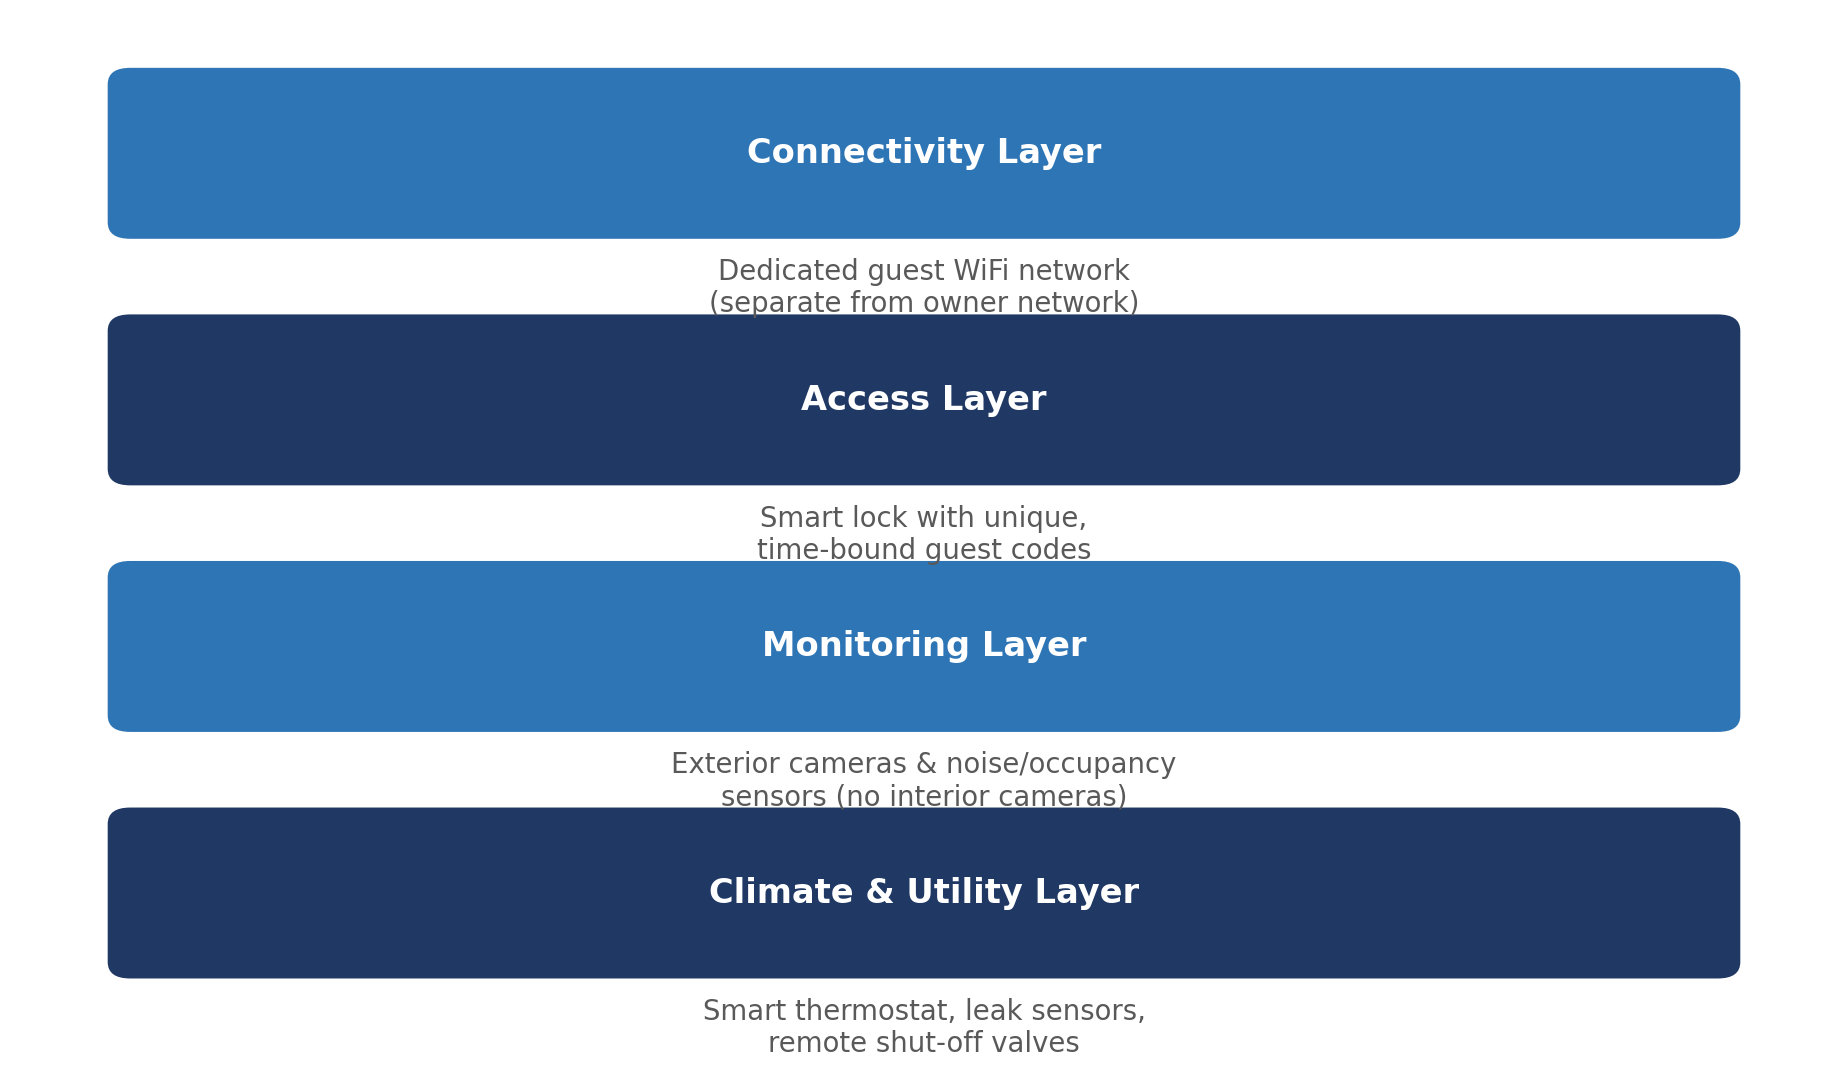 Connectivity Layer
Dedicated guest WiFi network
(separate from owner network)
Access Layer
Smart lock with unique,
time-bound guest codes
Monitoring Layer
Exterior cameras & noise/occupancy
sensors (no interior cameras)
Climate & Utility Layer
Smart thermostat, leak sensors,
remote shut-off valves